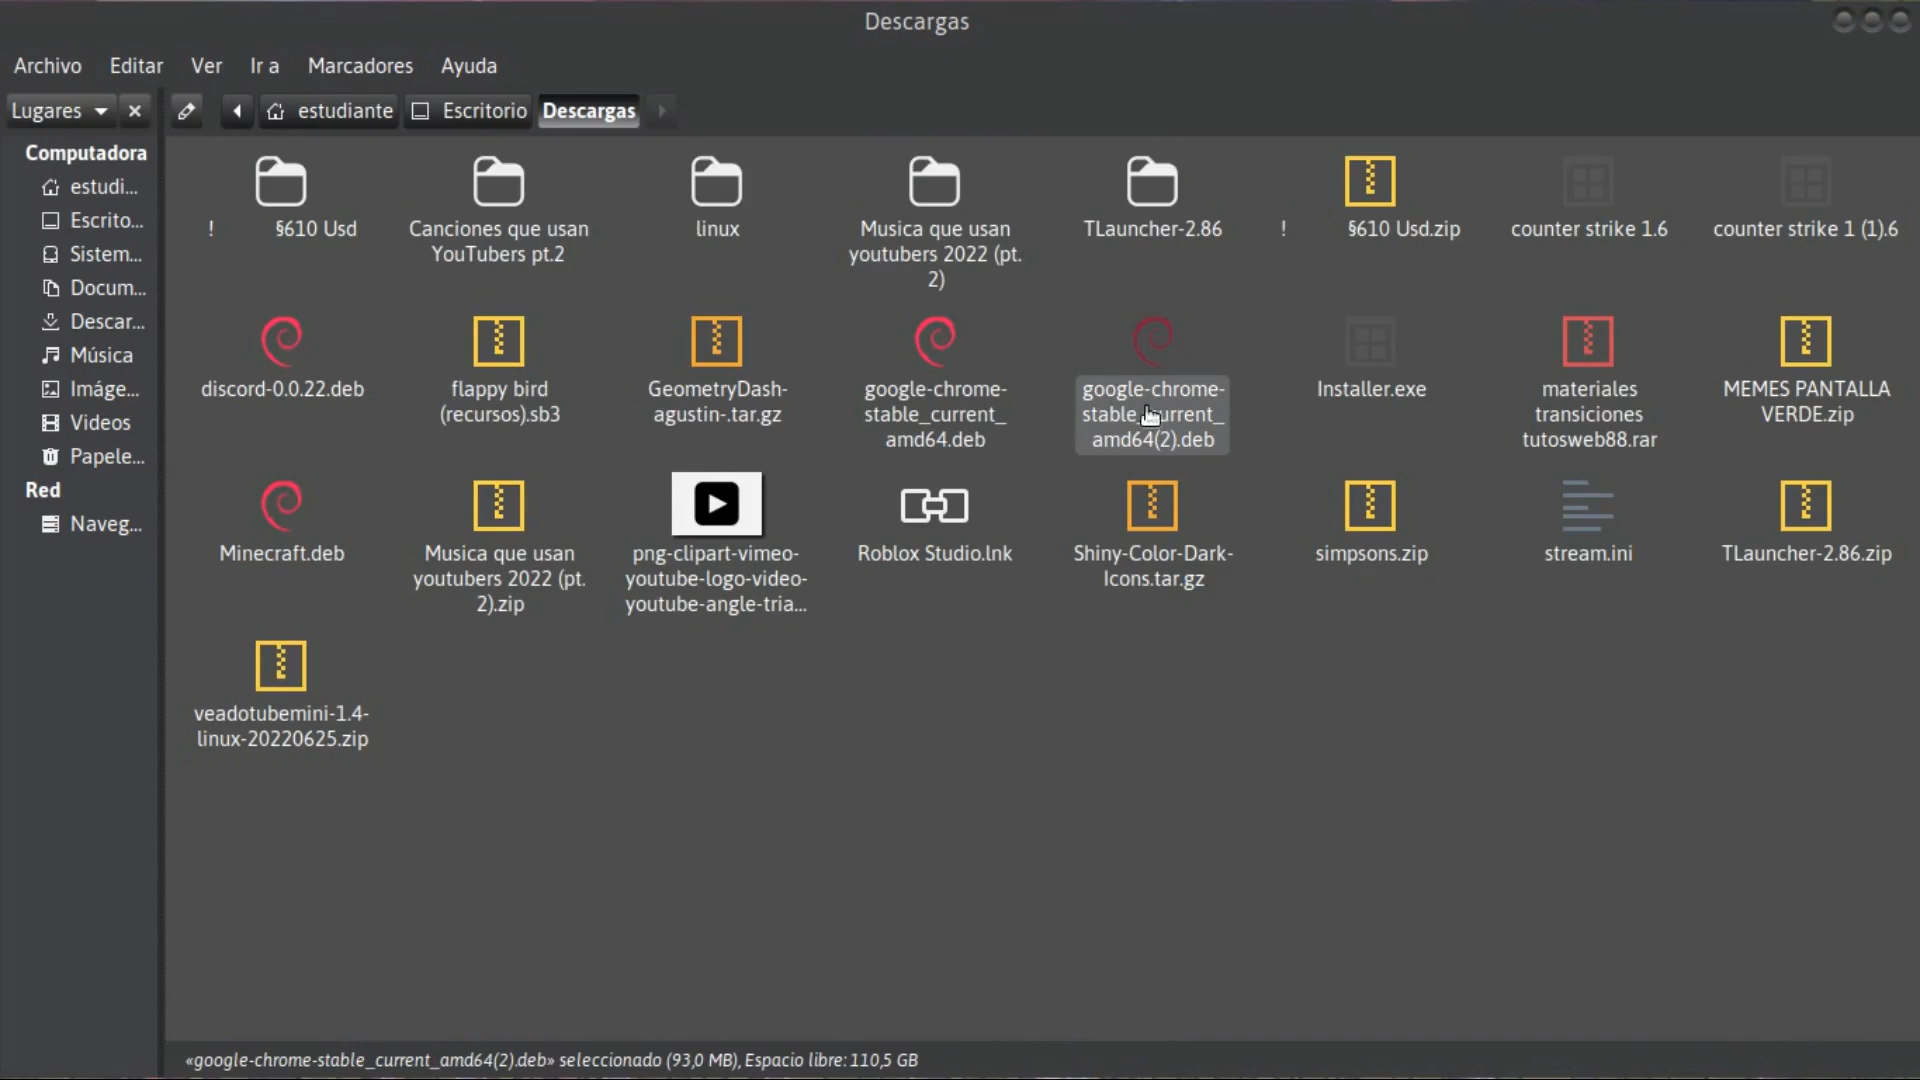 Descargas
Archivo Editar Ver Ir a Marcadores Ayuda
Lugares estudiante Escritorio Descargas
Computadora
estudi...
Escrito...
Sistem...
Docum...
Descar...
Música
Imáge...
Videos
Papele...
Red
Naveg...
! §610 Usd
Canciones que usan
YouTubers pt.2
linux
Musica que usan
youtubers 2022 (pt.
2)
TLauncher-2.86
! §610 Usd.zip
counter strike 1.6
counter strike 1 (1).6
discord-0.0.22.deb
flappy bird
(recursos).sb3
GeometryDash-
agustin-.tar.gz
google-chrome-
stable_current_
amd64.deb
google-chrome-
stable_current_
amd64(2).deb
Installer.exe
materiales
transiciones
tutosweb88.rar
MEMES PANTALLA
VERDE.zip
Minecraft.deb
Musica que usan
youtubers 2022 (pt.
2).zip
png-clipart-vimeo-
youtube-logo-video-
youtube-angle-tria...
Roblox Studio.lnk
Shiny-Color-Dark-
Icons.tar.gz
simpsons.zip
stream.ini
TLauncher-2.86.zip
veadotubemini-1.4-
linux-20220625.zip
«google-chrome-stable_current_amd64(2).deb» seleccionado (93,0 MB), Espacio libre: 110,5 GB